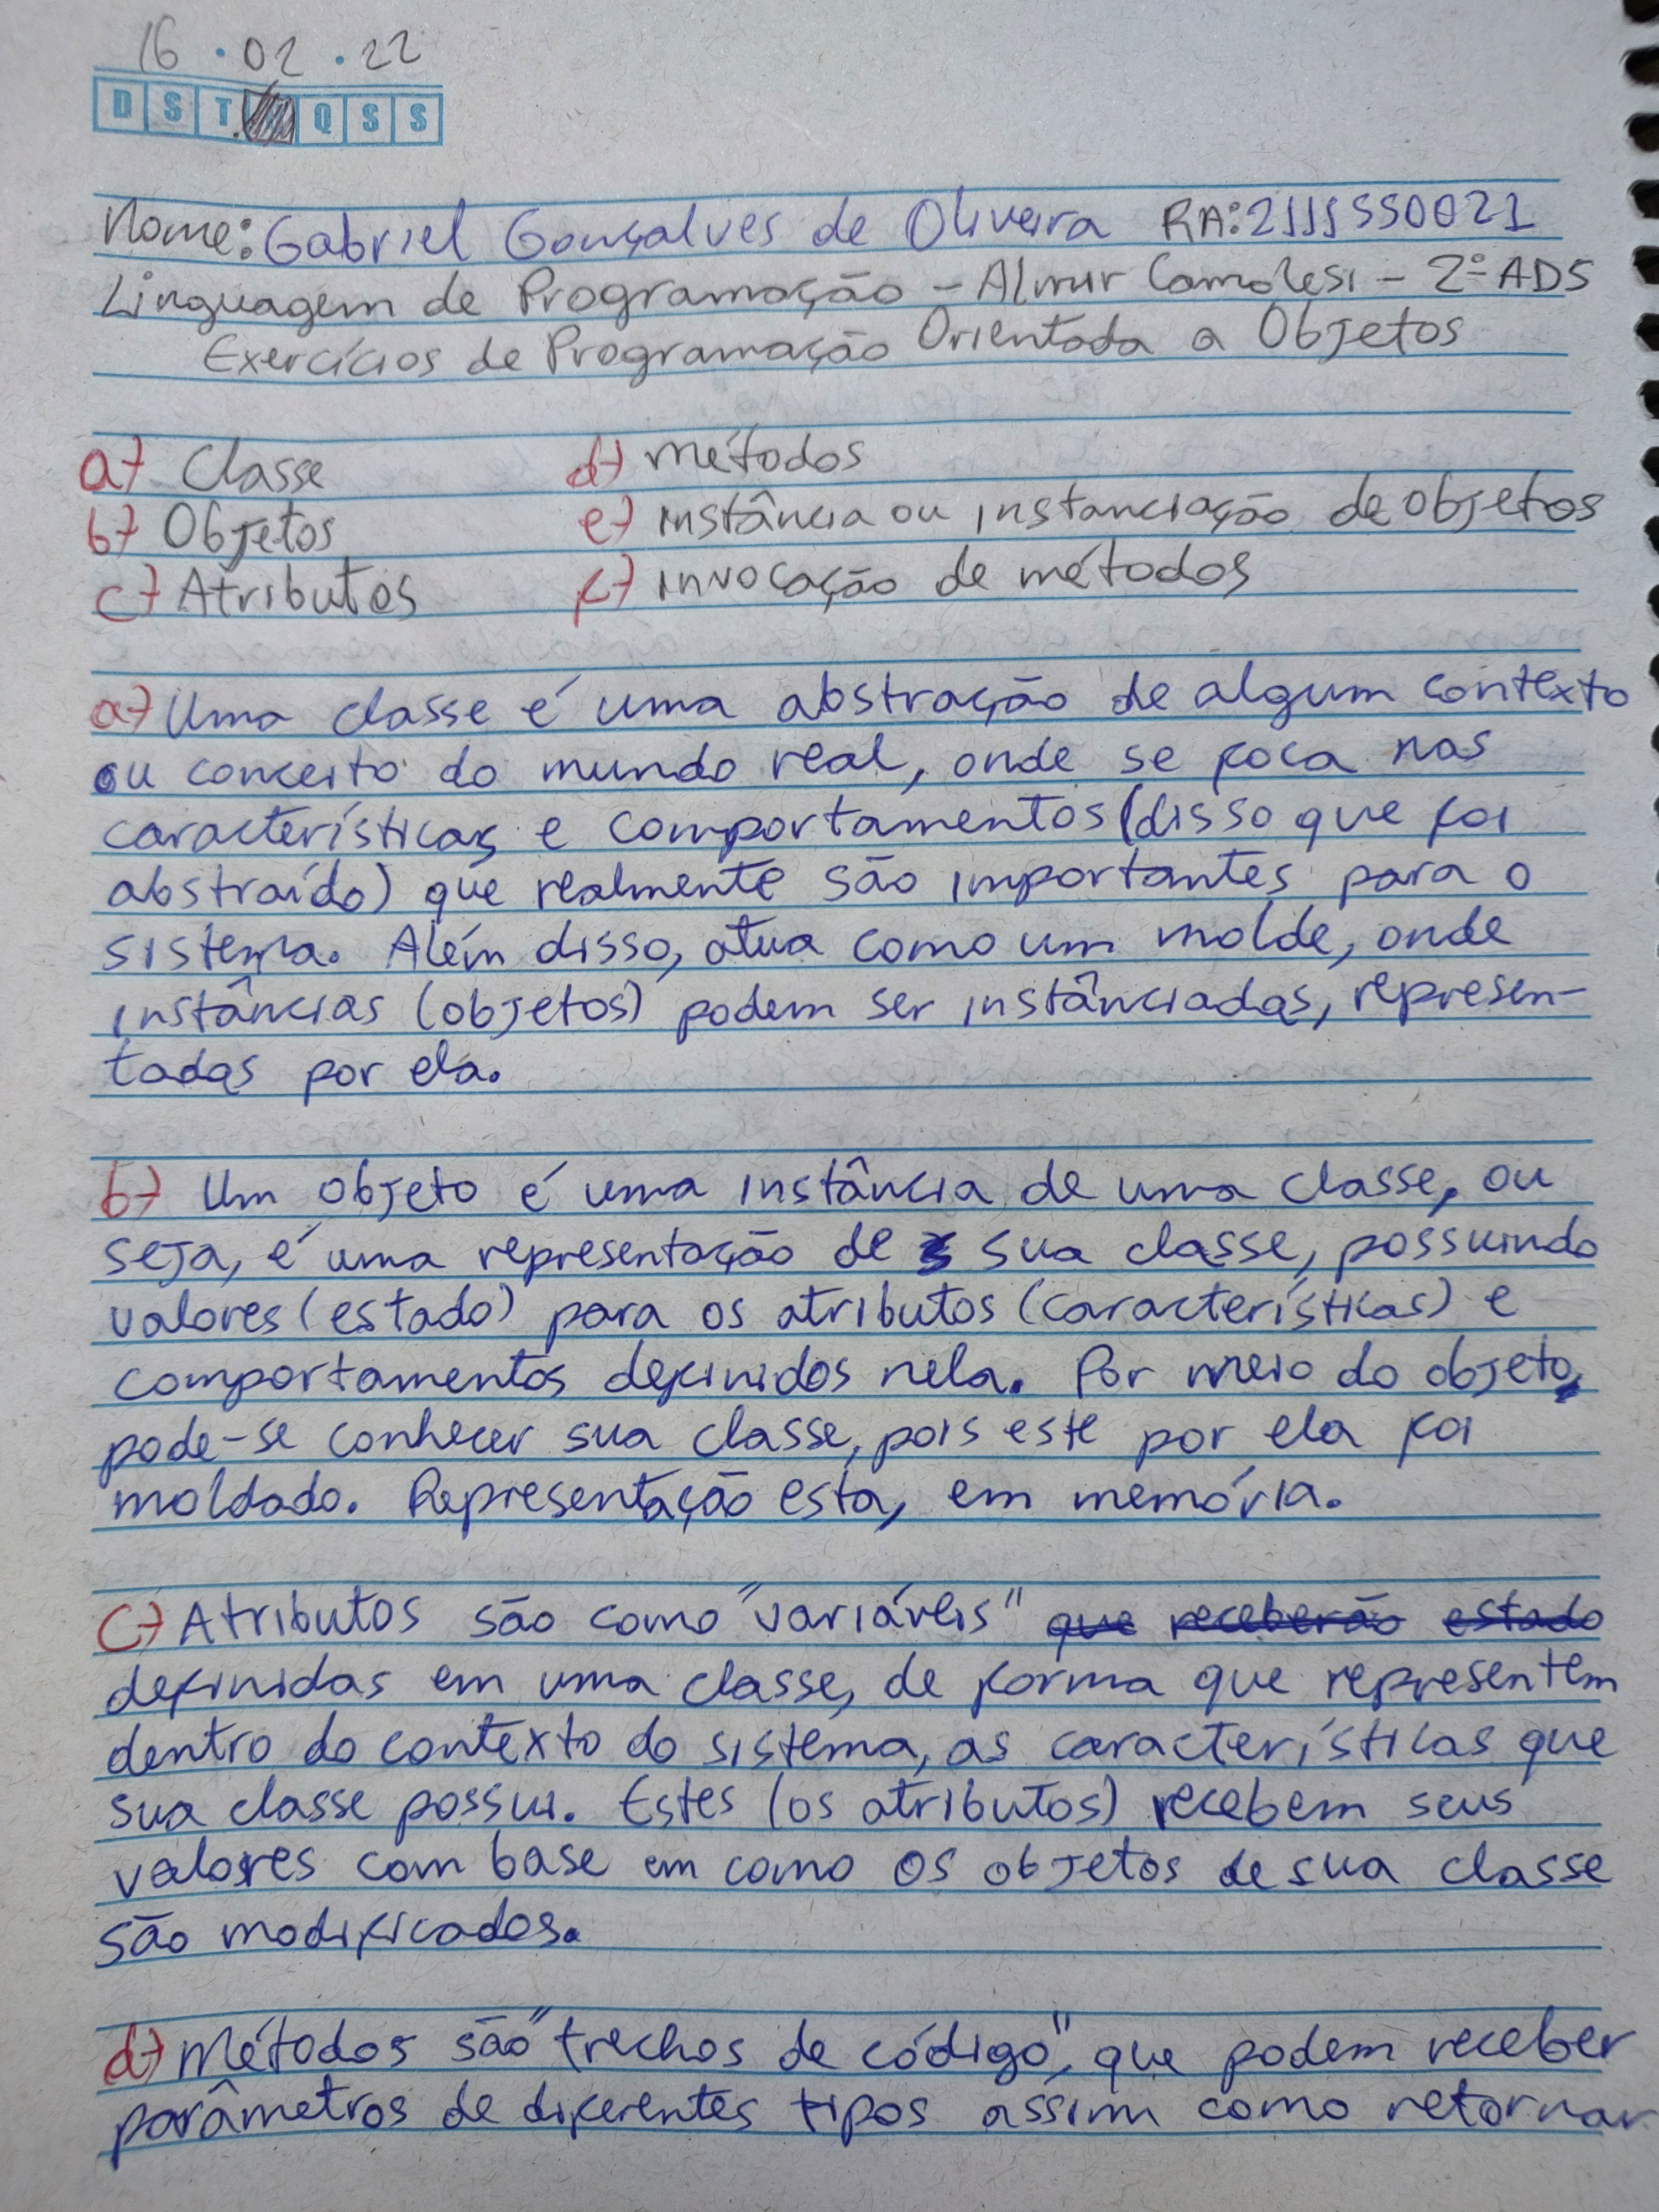 16 . 02 . 22
D S T Q S S
Nome: Gabriel Gonçalves de Oliveira RA: 2111550021
Linguagem de Programação - Almir Camolesi - 2º ADS
Exercícios de Programação Orientada a Objetos
a) Classe d) Métodos
b) Objetos e) instância ou instanciação de objetos
c) Atributos f) invocação de métodos
a) Uma classe é uma abstração de algum contexto
ou conceito do mundo real, onde se foca nas
características e comportamentos (disso que foi
abstraído) que realmente são importantes para o
sistema. Além disso, atua como um molde, onde
instâncias (objetos) podem ser instânciadas, represen-
tadas por ela.
b) Um objeto é uma instância de uma classe, ou
seja, é uma representação de sua classe, possuindo
valores (estado) para os atributos (características) e
comportamentos definidos nela. Por meio do objeto,
pode-se conhecer sua classe, pois este por ela foi
moldado. Representação esta, em memória.
c) Atributos são como "variáveis" que receberão estado
definidas em uma classe, de forma que representem
dentro do contexto do sistema, as características que
sua classe possui. Estes (os atributos) recebem seus
valores com base em como os objetos de sua classe
são modificados.
d) Métodos são "trechos de código", que podem receber
parâmetros de diferentes tipos assim como retornar